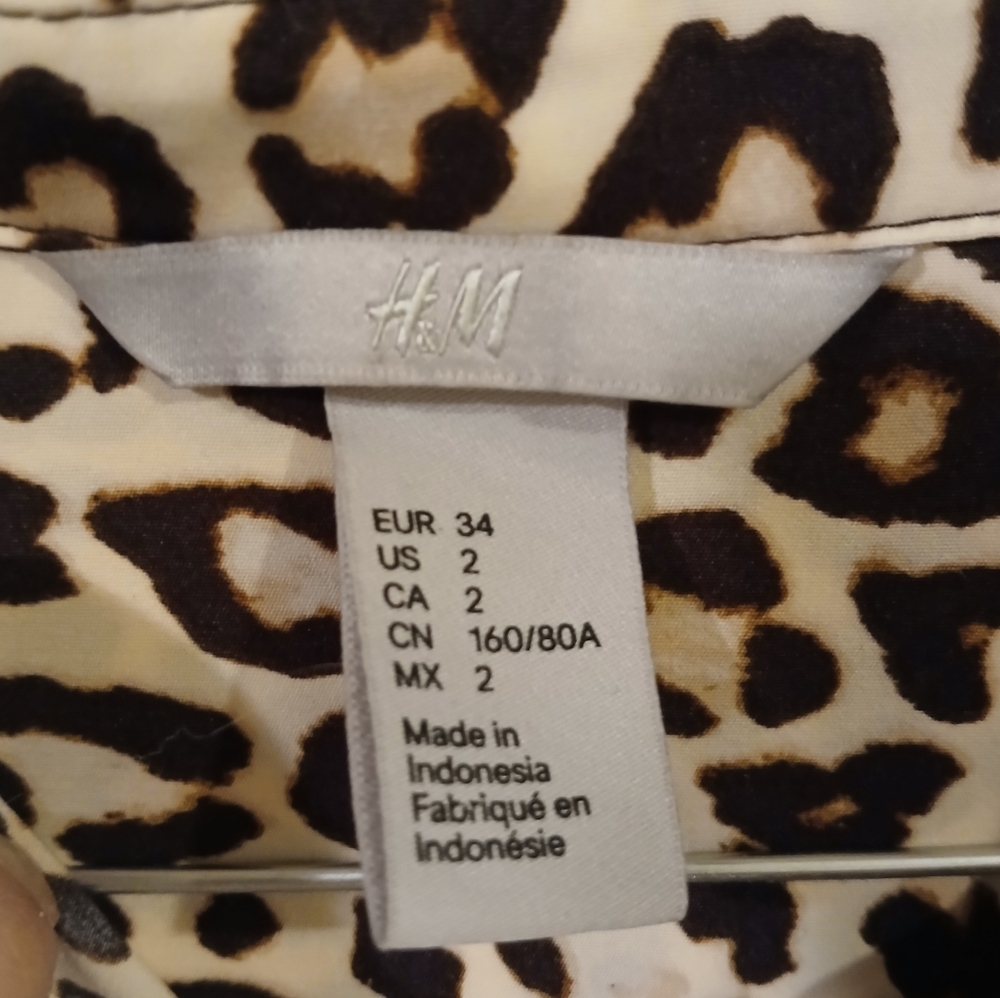 H&M
EUR 34
US 2
CA 2
CN 160/80A
MX 2
Made in
Indonesia
Fabriqué en
Indonésie